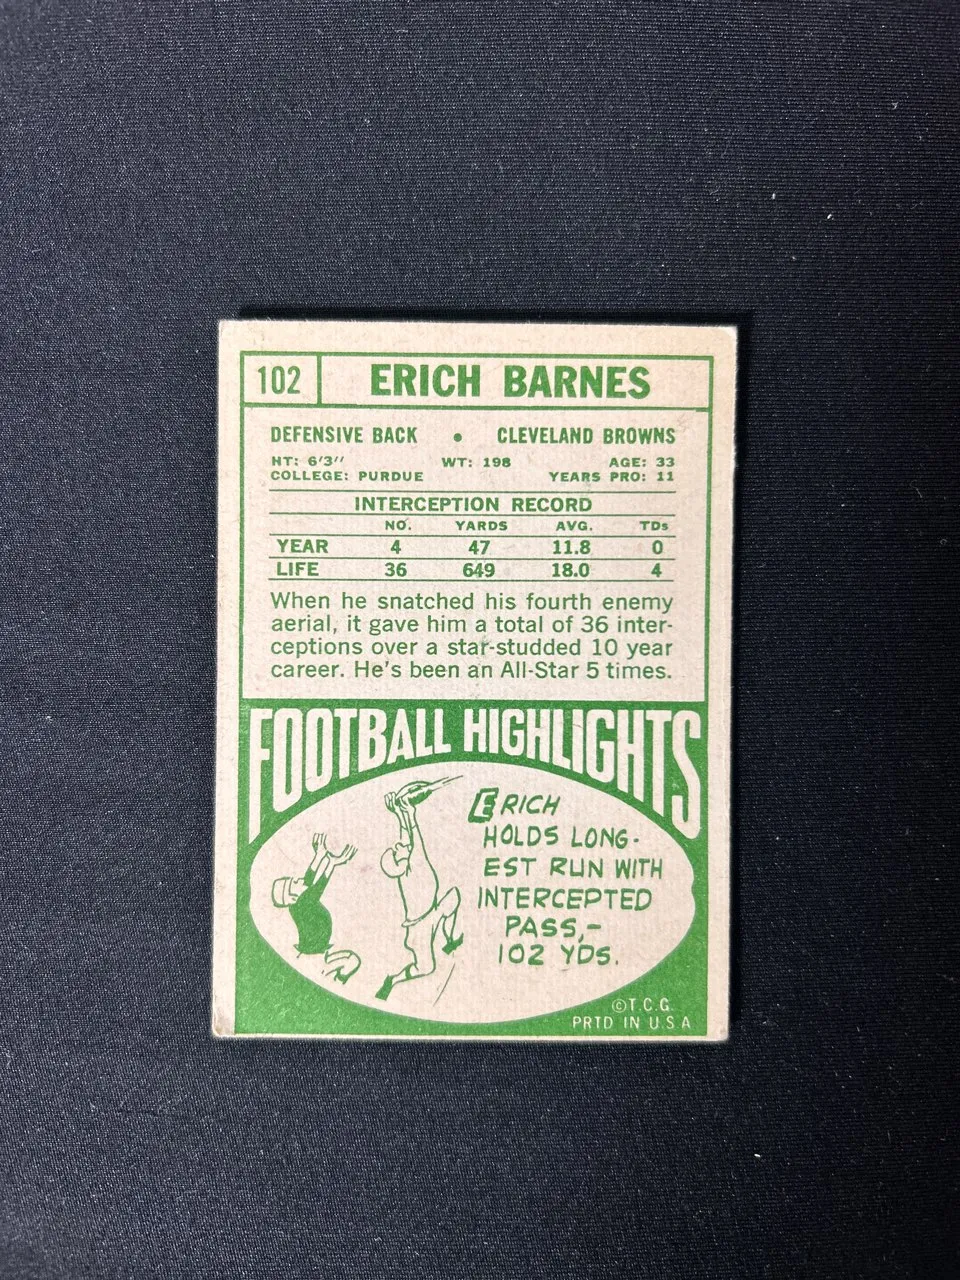 102 ERICH BARNES
DEFENSIVE BACK • CLEVELAND BROWNS
HT: 6'3" WT: 198 AGE: 33
COLLEGE: PURDUE YEARS PRO: 11
INTERCEPTION RECORD
NO. YARDS AVG. TDs
YEAR 4 47 11.8 0
LIFE 36 649 18.0 4
When he snatched his fourth enemy
aerial, it gave him a total of 36 inter-
ceptions over a star-studded 10 year
career. He's been an All-Star 5 times.
FOOTBALL HIGHLIGHTS
ERICH
HOLDS LONG-
EST RUN WITH
INTERCEPTED
PASS,-
102 YDS.
©T.C.G.
PRTD IN U.S.A